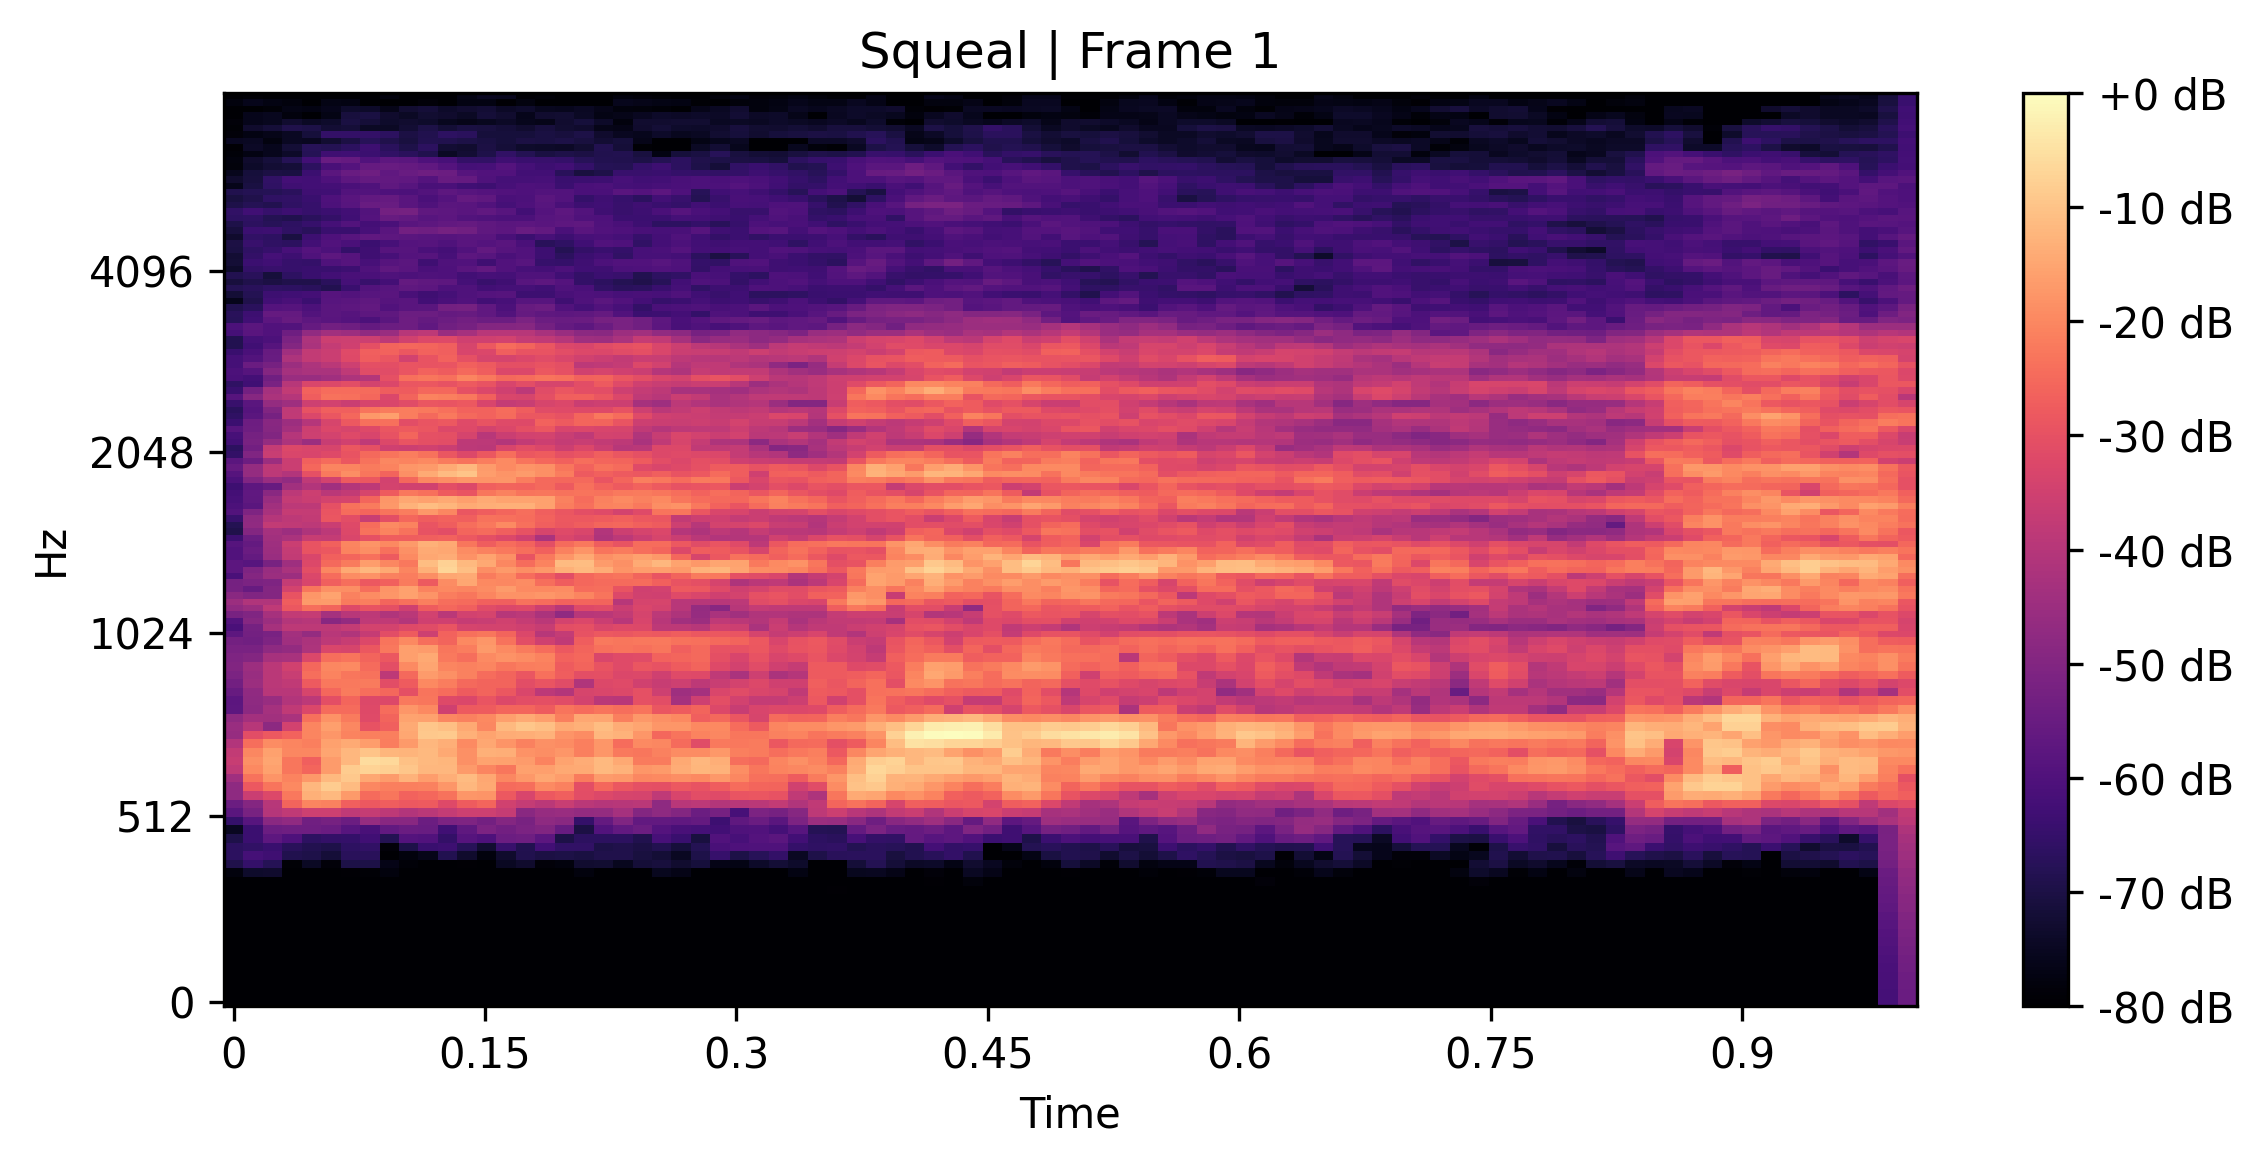 Squeal | Frame 1
+0 dB
-10 dB
-20 dB
-30 dB
-40 dB
-50 dB
-60 dB
-70 dB
-80 dB
Hz
4096
2048
1024
512
0
0 0.15 0.3 0.45 0.6 0.75 0.9
Time